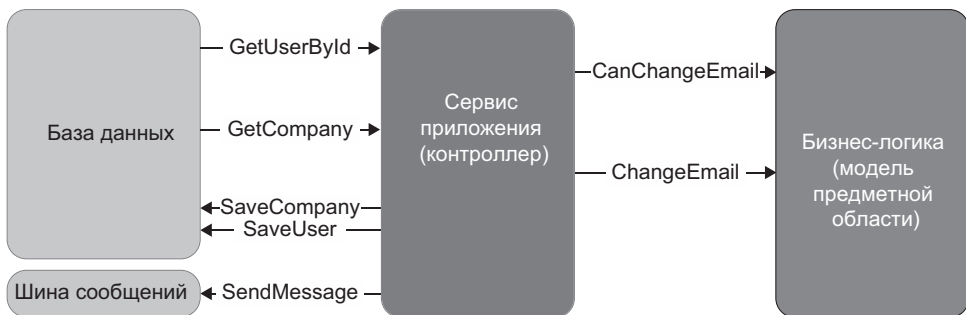 GetUserById
CanChangeEmail
База данных
GetCompany
Сервис
приложения
(контроллер)
Бизнес-логика
(модель
предметной
области)
ChangeEmail
SaveCompany
SaveUser
Шина сообщений
SendMessage